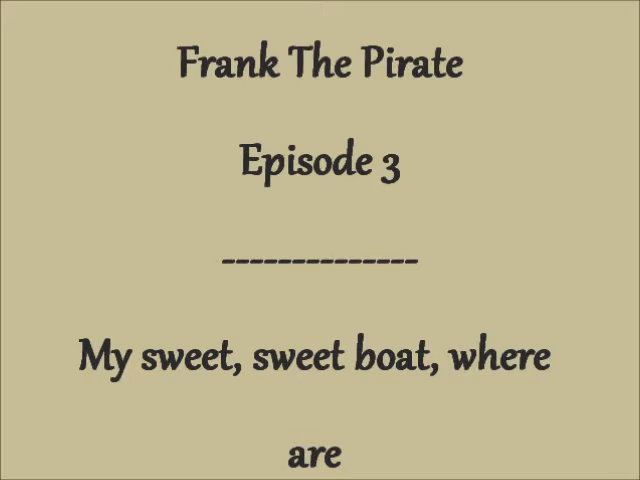 Frank The Pirate
Episode 3
--------------
My sweet, sweet boat, where
are